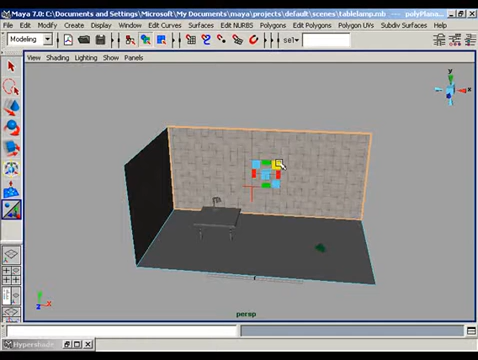 Maya 7.0: C:\Documents and Settings\Microsoft\My Documents\maya\projects\default\scenes\tablelamp.mb -- polyPlana...
File Edit Modify Create Display Window Edit Curves Surfaces Edit NURBS Polygons Edit Polygons Polygon UVs Subdiv Surfaces
Modeling
sel
View Shading Lighting Show Panels
y
x
z
x
persp
Hypershade